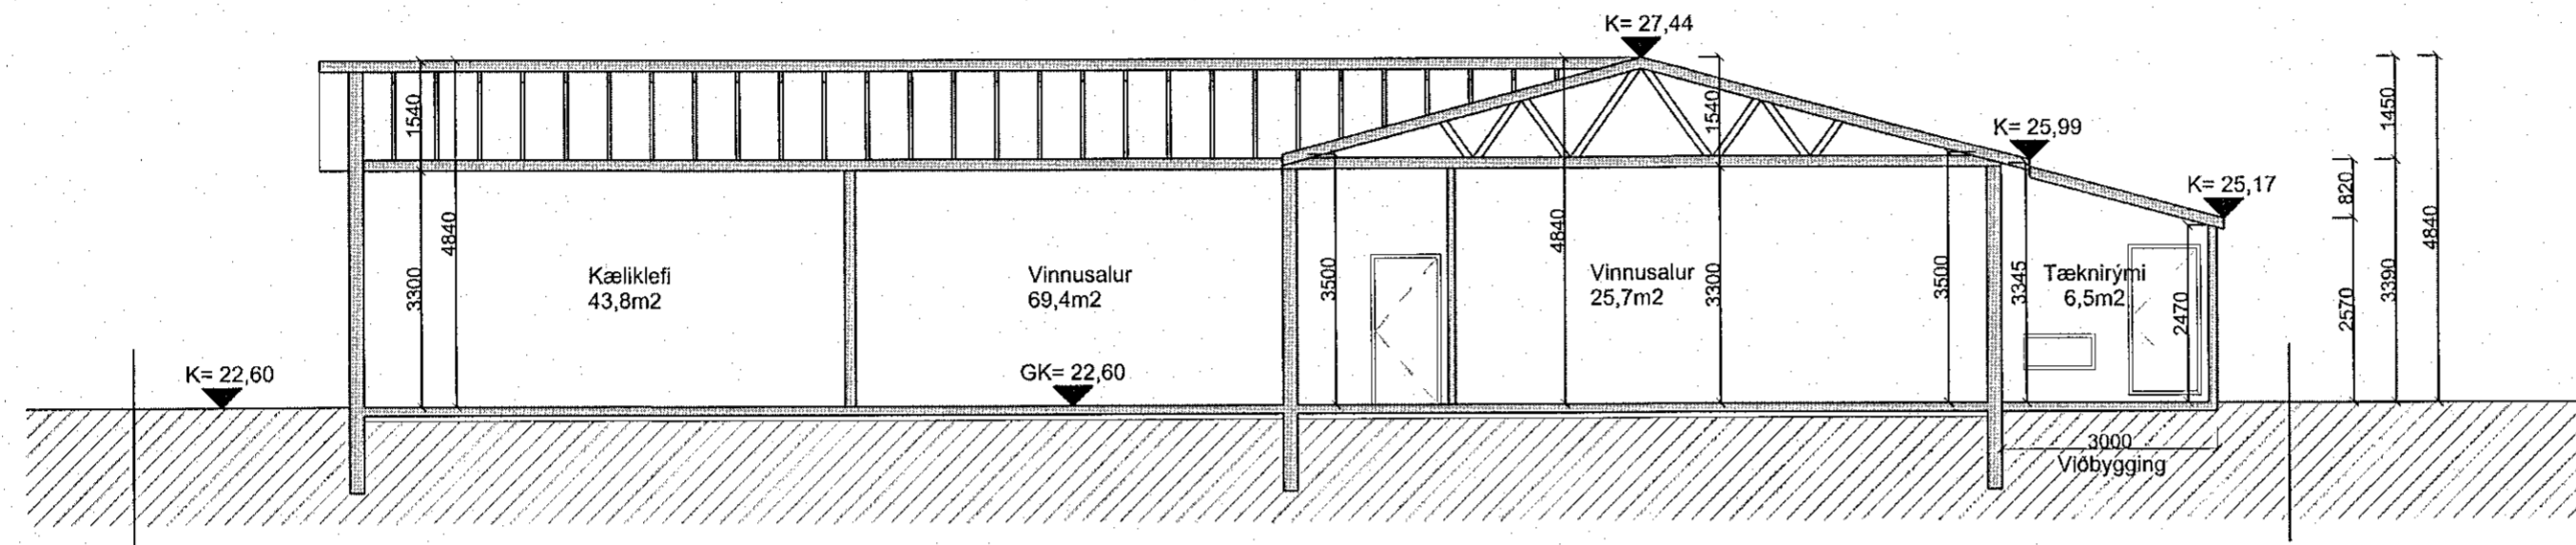 K= 27,44
K= 25,99
K= 25,17
1540
4840
3300
Kæliklefi
43,8m2
Vinnusalur
69,4m2
3500
4840
1540
3300
Vinnusalur
25,7m2
3500
3345
Tæknirými
6,5m2
2470
820
2570
1450
3390
4840
K= 22,60
GK= 22,60
3000
Viðbygging